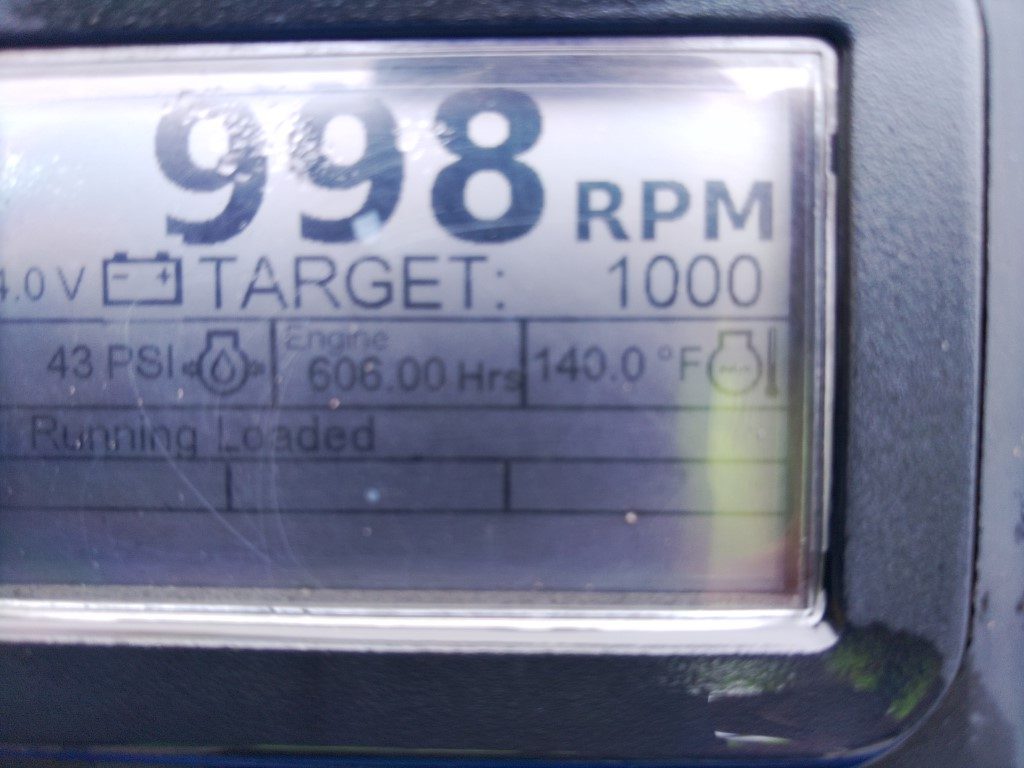 998 RPM
4.0 V TARGET: 1000
43 PSI Engine 606.00 Hrs 140.0 °F
Running Loaded